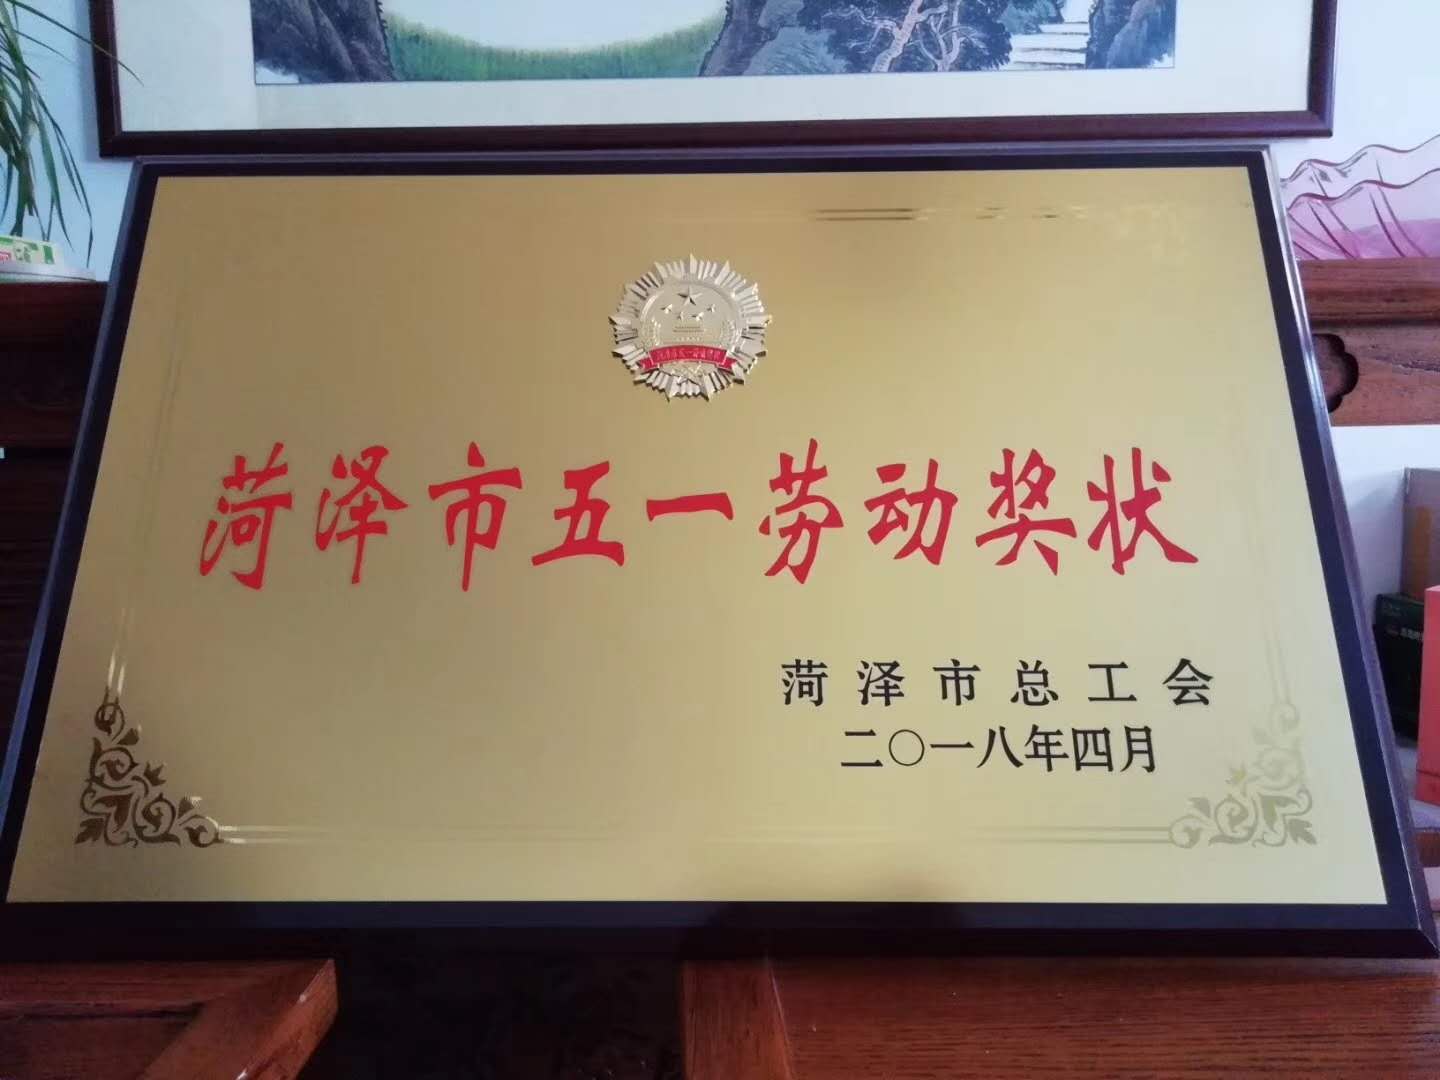 菏泽市五一劳动奖状
菏泽市总工会
二〇一八年四月